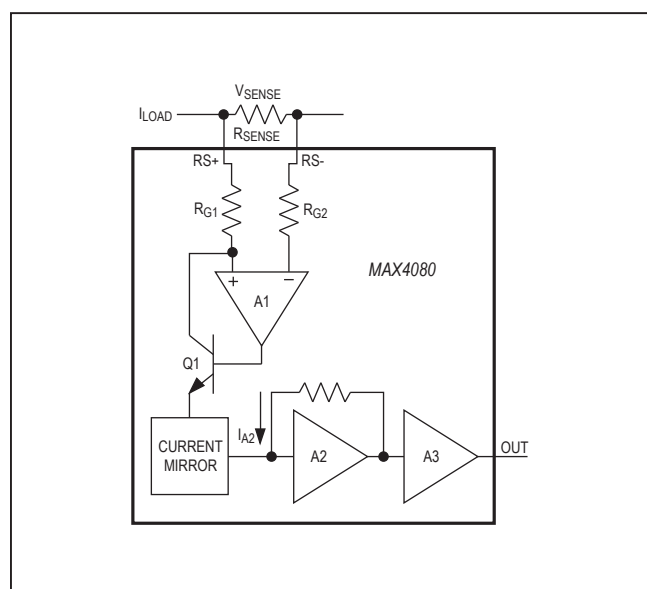 VSENSE
ILOAD
RSENSE
RS+
RS-
RG1
RG2
MAX4080
+
−
A1
Q1
IA2
CURRENT
MIRROR
A2
A3
OUT